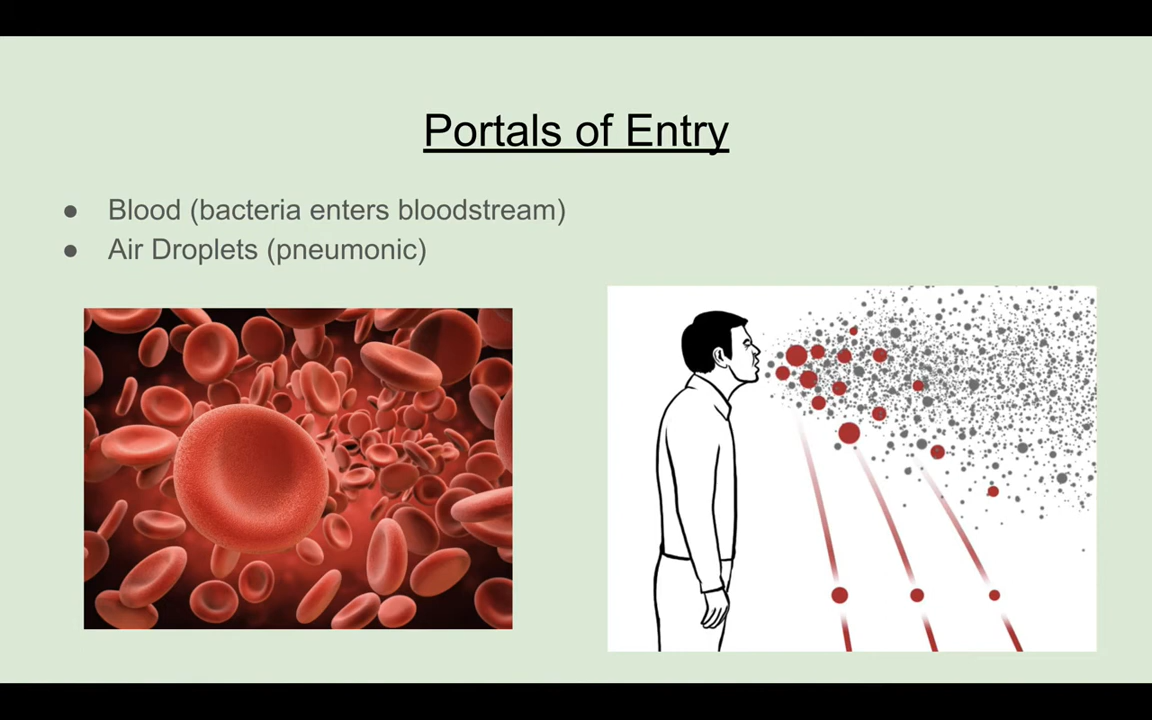 Portals of Entry
● Blood (bacteria enters bloodstream)
● Air Droplets (pneumonic)